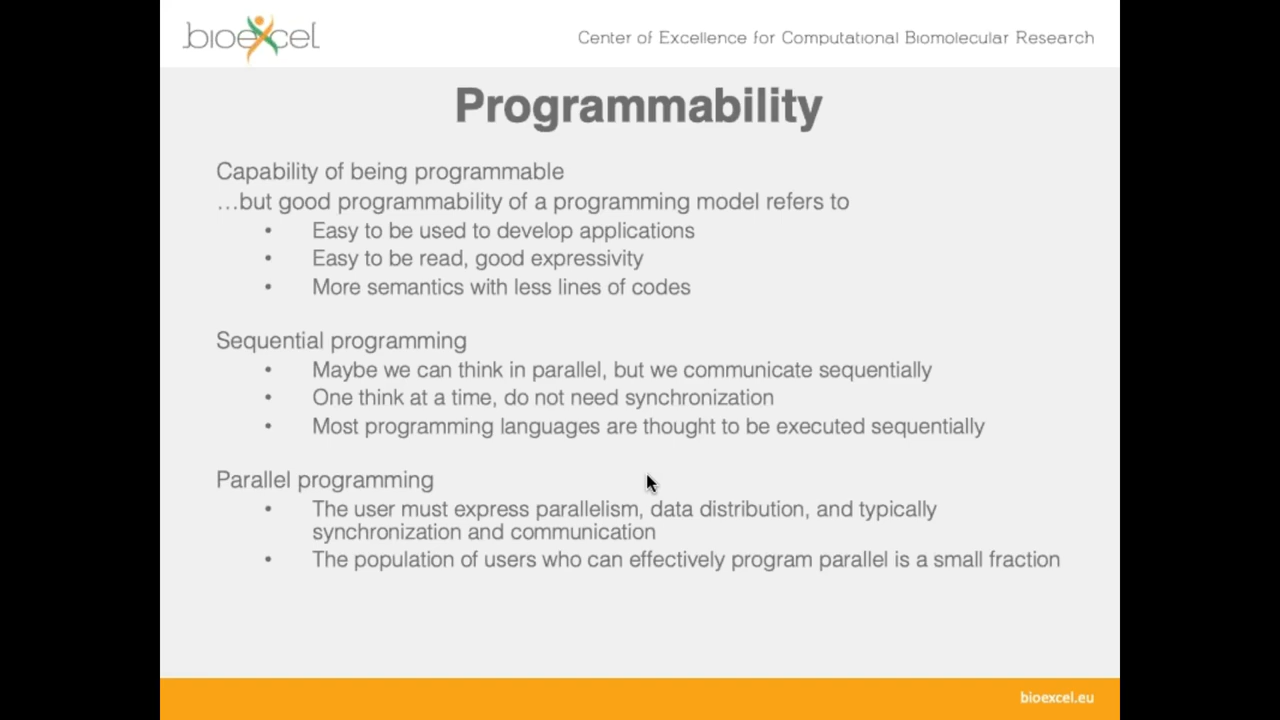 bioexcel
Center of Excellence for Computational Biomolecular Research
Programmability
Capability of being programmable
…but good programmability of a programming model refers to
• Easy to be used to develop applications
• Easy to be read, good expressivity
• More semantics with less lines of codes
Sequential programming
• Maybe we can think in parallel, but we communicate sequentially
• One think at a time, do not need synchronization
• Most programming languages are thought to be executed sequentially
Parallel programming
• The user must express parallelism, data distribution, and typically
synchronization and communication
• The population of users who can effectively program parallel is a small fraction
bioexcel.eu